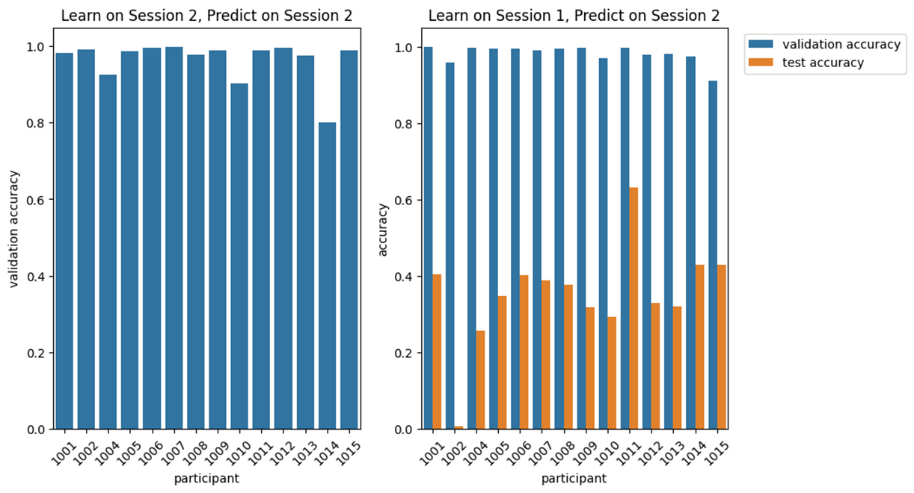 Learn on Session 2, Predict on Session 2
validation accuracy
1.0
0.8
0.6
0.4
0.2
0.0
1001 1002 1004 1005 1006 1007 1008 1009 1010 1011 1012 1013 1014 1015
participant
Learn on Session 1, Predict on Session 2
accuracy
1.0
0.8
0.6
0.4
0.2
0.0
1001 1002 1004 1005 1006 1007 1008 1009 1010 1011 1012 1013 1014 1015
participant
validation accuracy
test accuracy